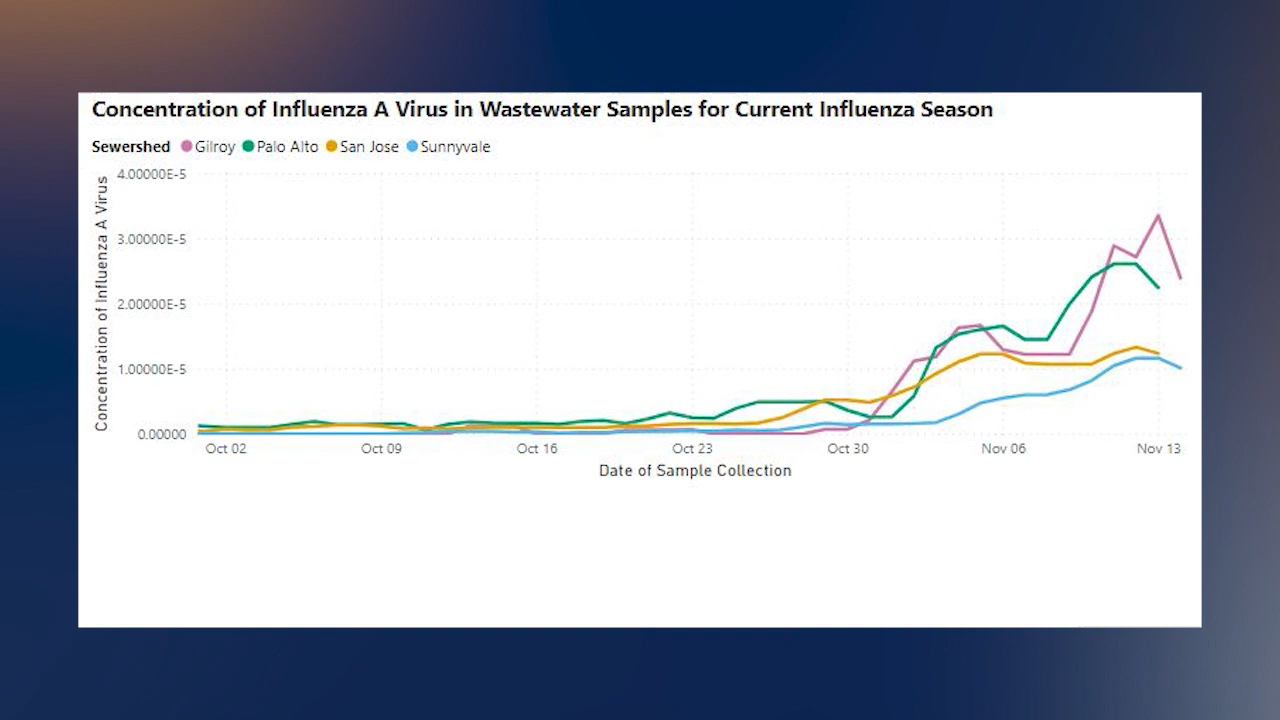 Concentration of Influenza A Virus in Wastewater Samples for Current Influenza Season
Sewershed Gilroy Palo Alto San Jose Sunnyvale
Concentration of Influenza A Virus
4.00000E-5
3.00000E-5
2.00000E-5
1.00000E-5
0.00000
Oct 02 Oct 09 Oct 16 Oct 23 Oct 30 Nov 06 Nov 13
Date of Sample Collection